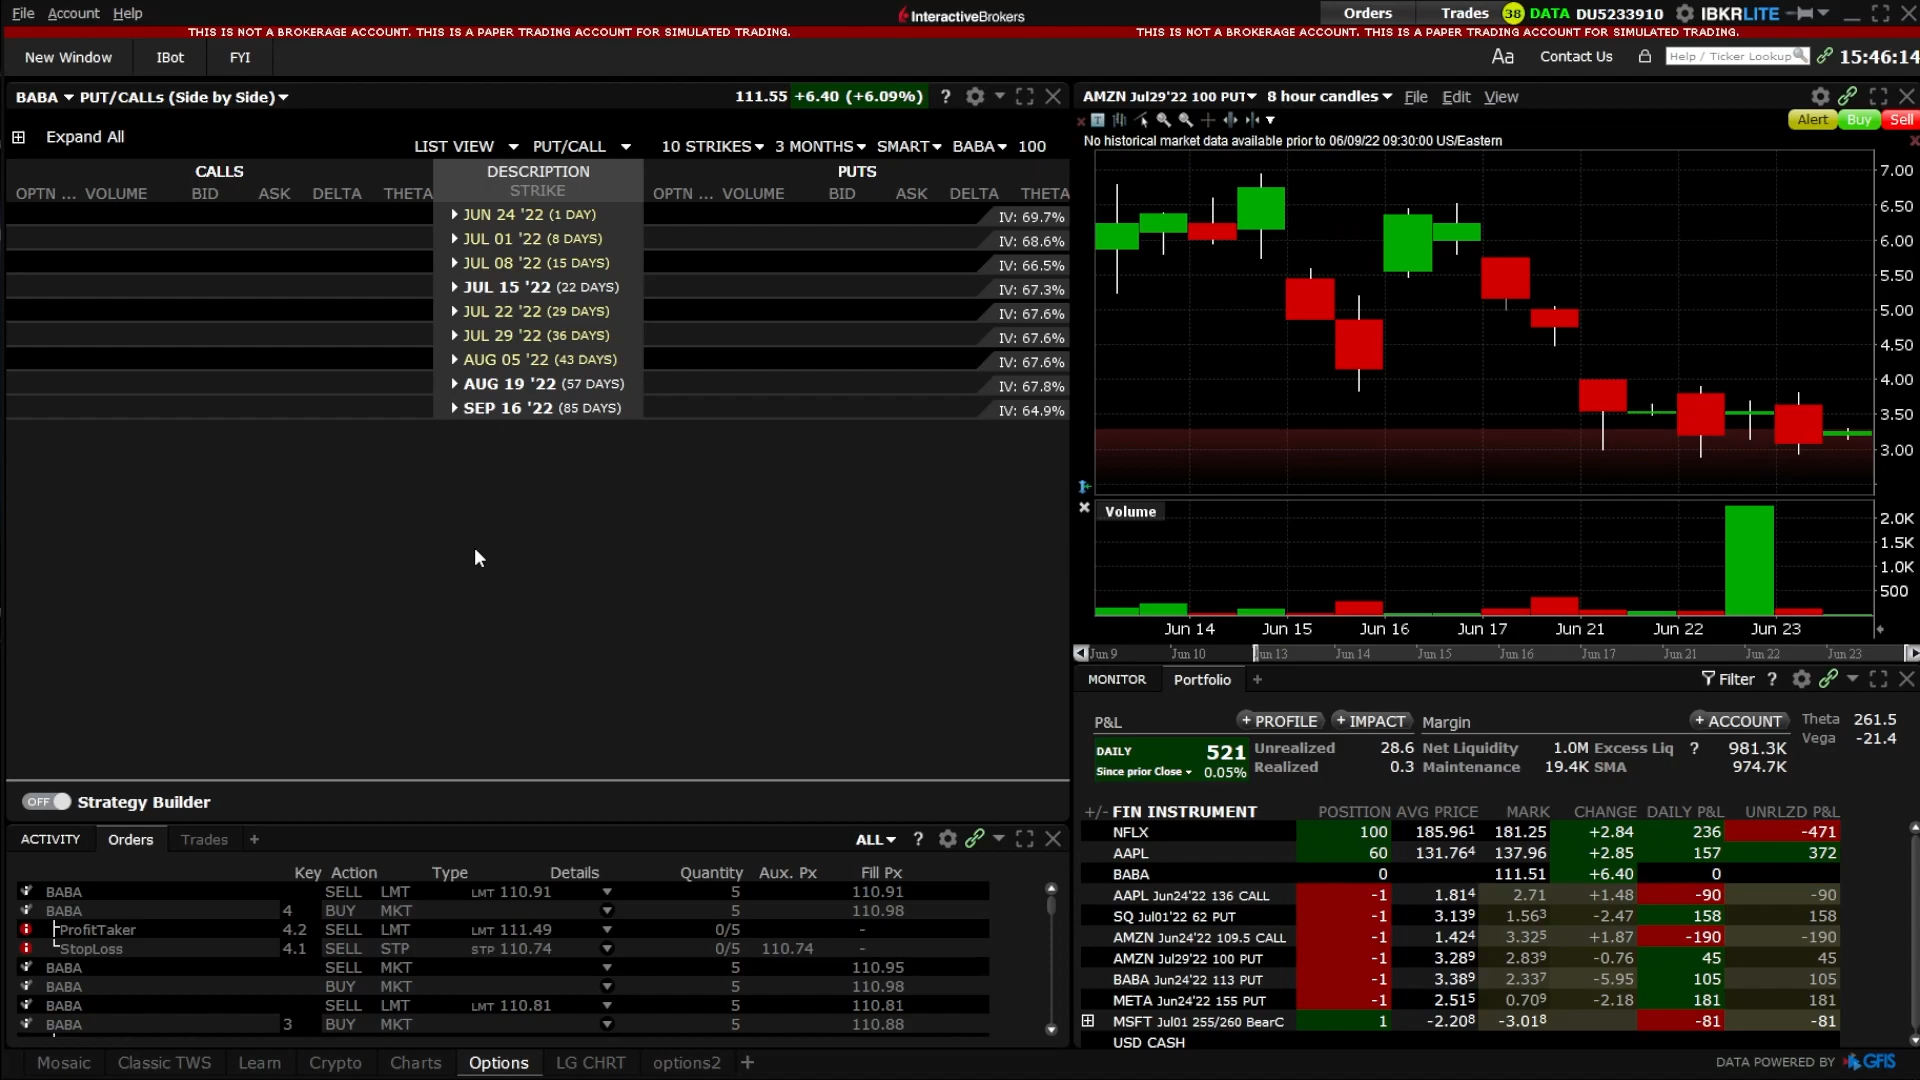 File Account Help
InteractiveBrokers
Orders Trades 38 DATA DU5233910 IBKRLITE
THIS IS NOT A BROKERAGE ACCOUNT. THIS IS A PAPER TRADING ACCOUNT FOR SIMULATED TRADING. THIS IS NOT A BROKERAGE ACCOUNT. THIS IS A PAPER TRADING ACCOUNT FOR SIMULATED TRADING.
New Window IBot FYI Aa Contact Us Help / Ticker Lookup 15:46:14
BABA PUT/CALLs (Side by Side) 111.55 +6.40 (+6.09%) ?
Expand All
LIST VIEW PUT/CALL 10 STRIKES 3 MONTHS SMART BABA 100
CALLS DESCRIPTION PUTS
OPTN ... VOLUME BID ASK DELTA THETA STRIKE OPTN ... VOLUME BID ASK DELTA THETA
JUN 24 '22 (1 DAY) IV: 69.7%
JUL 01 '22 (8 DAYS) IV: 68.6%
JUL 08 '22 (15 DAYS) IV: 66.5%
JUL 15 '22 (22 DAYS) IV: 67.3%
JUL 22 '22 (29 DAYS) IV: 67.6%
JUL 29 '22 (36 DAYS) IV: 67.6%
AUG 05 '22 (43 DAYS) IV: 67.6%
AUG 19 '22 (57 DAYS) IV: 67.8%
SEP 16 '22 (85 DAYS) IV: 64.9%
OFF Strategy Builder
AMZN Jul29'22 100 PUT 8 hour candles File Edit View
Alert Buy Sell
No historical market data available prior to 06/09/22 09:30:00 US/Eastern
7.00
6.50
6.00
5.50
5.00
4.50
4.00
3.50
3.00
Volume
2.0K
1.5K
1.0K
500
Jun 14 Jun 15 Jun 16 Jun 17 Jun 21 Jun 22 Jun 23
Jun 9 Jun 10 Jun 13 Jun 14 Jun 15 Jun 16 Jun 17 Jun 21 Jun 22 Jun 23
ACTIVITY Orders Trades + ALL ?
Key Action Type Details Quantity Aux. Px Fill Px
BABA SELL LMT LMT 110.91 5 110.91
BABA 4 BUY MKT 5 110.98
ProfitTaker 4.2 SELL LMT LMT 111.49 0/5 -
StopLoss 4.1 SELL STP STP 110.74 0/5 110.74 -
BABA SELL MKT 5 110.95
BABA BUY MKT 5 110.98
BABA SELL LMT LMT 110.81 5 110.81
BABA 3 BUY MKT 5 110.88
MONITOR Portfolio + Filter ?
P&L + PROFILE + IMPACT Margin + ACCOUNT Theta 261.5
Vega -21.4
DAILY 521 Unrealized 28.6 Net Liquidity 1.0M Excess Liq ? 981.3K
Since prior Close 0.05% Realized 0.3 Maintenance 19.4K SMA 974.7K
+/- FIN INSTRUMENT POSITION AVG PRICE MARK CHANGE DAILY P&L UNRLZD P&L
NFLX 100 185.961 181.25 +2.84 236 -471
AAPL 60 131.764 137.96 +2.85 157 372
BABA 0 111.51 +6.40 0
AAPL Jun24'22 136 CALL -1 1.814 2.71 +1.48 -90 -90
SQ Jul01'22 62 PUT -1 3.139 1.563 -2.47 158 158
AMZN Jun24'22 109.5 CALL -1 1.424 3.325 +1.87 -190 -190
AMZN Jul29'22 100 PUT -1 3.289 2.839 -0.76 45 45
BABA Jun24'22 113 PUT -1 3.389 2.337 -5.95 105 105
META Jun24'22 155 PUT -1 2.515 0.709 -2.18 181 181
MSFT Jul01 255/260 BearC 1 -2.208 -3.018 -81 -81
USD CASH
Mosaic Classic TWS Learn Crypto Charts Options LG CHRT options2 + DATA POWERED BY GFIS